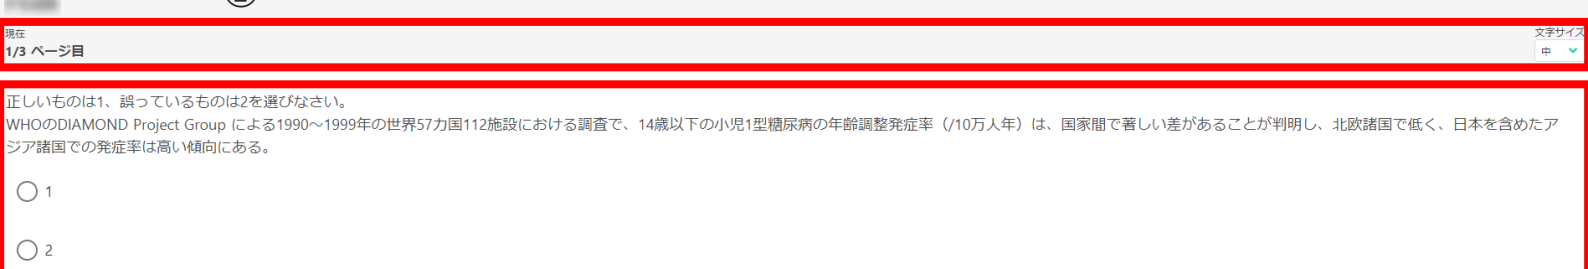 現在
文字サイズ
1/3 ページ目
中
正しいものは1、誤っているものは2を選びなさい。
WHOのDIAMOND Project Group による1990～1999年の世界57カ国112施設における調査で、14歳以下の小児1型糖尿病の年齢調整発症率（/10万人年）は、国家間で著しい差があることが判明し、北欧諸国で低く、日本を含めたア
ジア諸国での発症率は高い傾向にある。
1
2